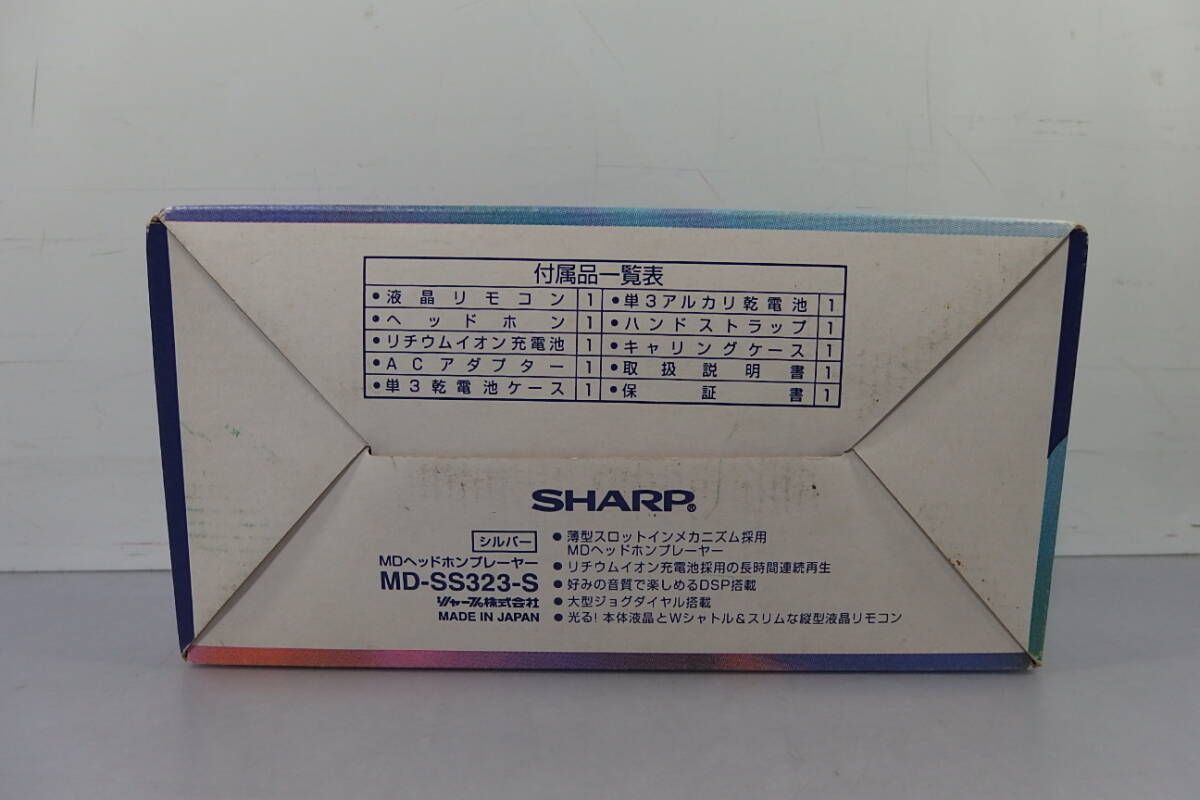 付属品一覧表
●液晶リモコン 1 ●単3アルカリ乾電池 1
●ヘッドホン 1 ●ハンドストラップ 1
●リチウムイオン充電池 1 ●キャリングケース 1
●ACアダプター 1 ●取扱説明書 1
●単3乾電池ケース 1 ●保証書 1
SHARP®
シルバー
MDヘッドホンプレーヤー
MD-SS323-S
シャープ株式会社
MADE IN JAPAN
●薄型スロットインメカニズム採用
MDヘッドホンプレーヤー
●リチウムイオン充電池採用の長時間連続再生
●好みの音質で楽しめるDSP搭載
●大型ジョグダイヤル搭載
●光る!本体液晶とWシャトル&スリムな縦型液晶リモコン